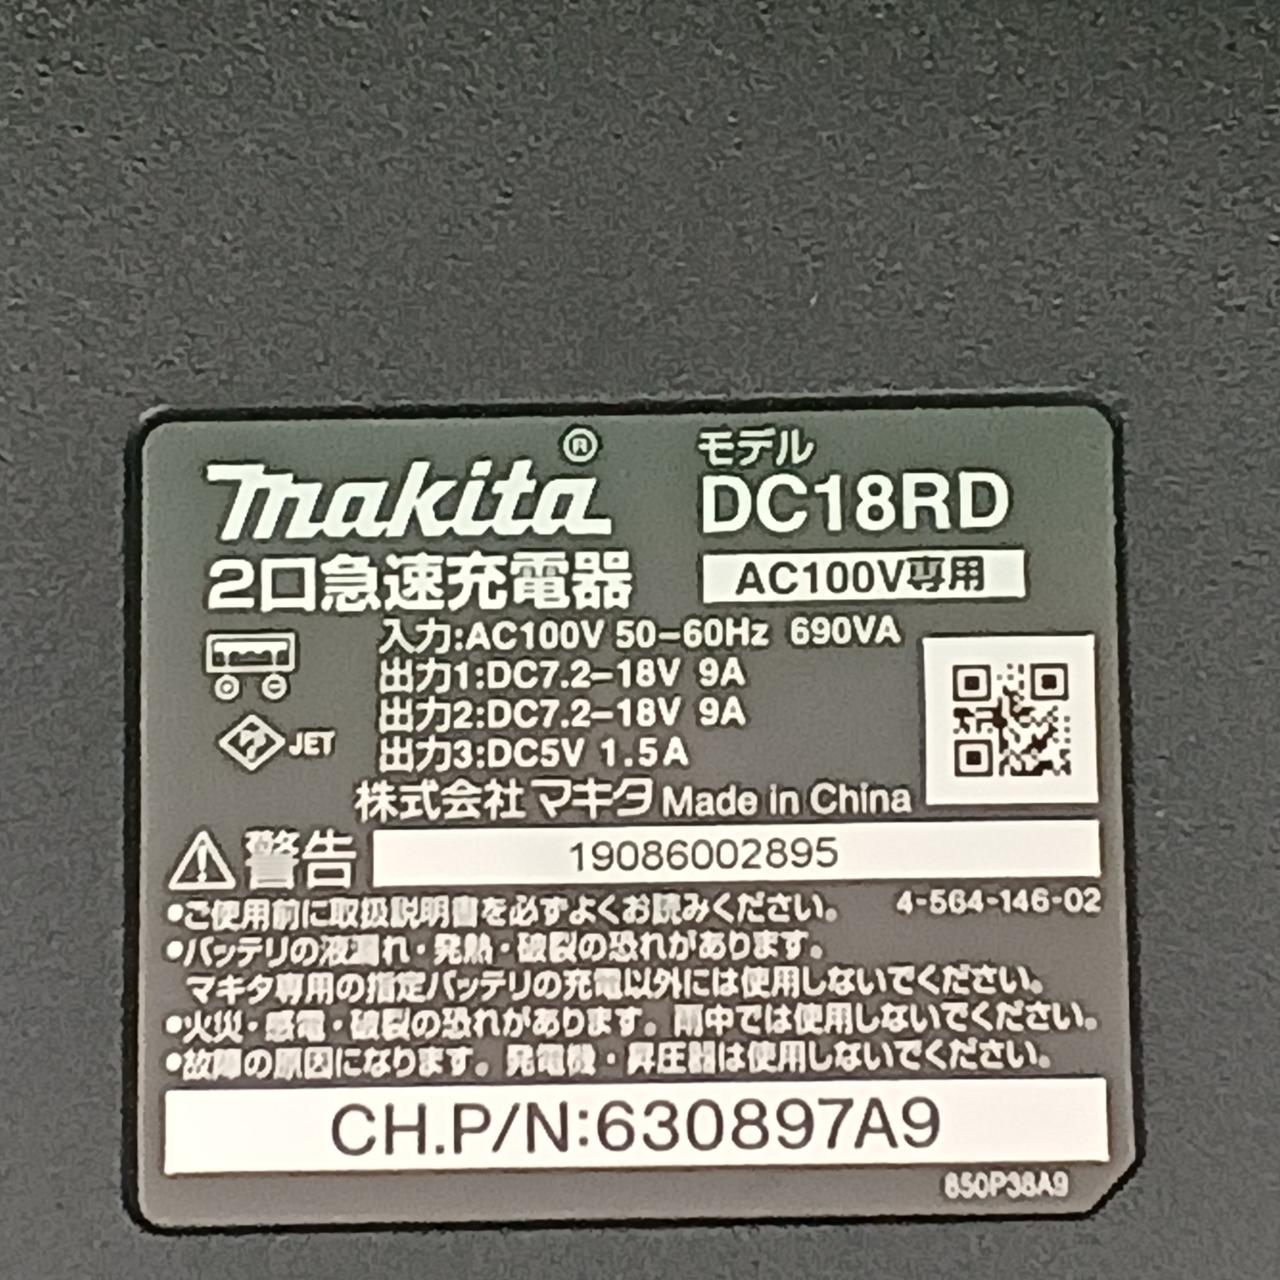 makita®
モデル
DC18RD
2口急速充電器
AC100V専用
入力:AC100V 50-60Hz 690VA
出力1:DC7.2-18V 9A
出力2:DC7.2-18V 9A
出力3:DC5V 1.5A
JET
株式会社マキタ Made in China
警告
19086002895
•ご使用前に取扱説明書を必ずよくお読みください。 4-564-146-02
•バッテリの液漏れ・発熱・破裂の恐れがあります。
マキタ専用の指定バッテリの充電以外には使用しないでください。
•火災・感電・破裂の恐れがあります。雨中では使用しないでください。
•故障の原因になります。発電機・昇圧器は使用しないでください。
CH.P/N:630897A9
850P38A9